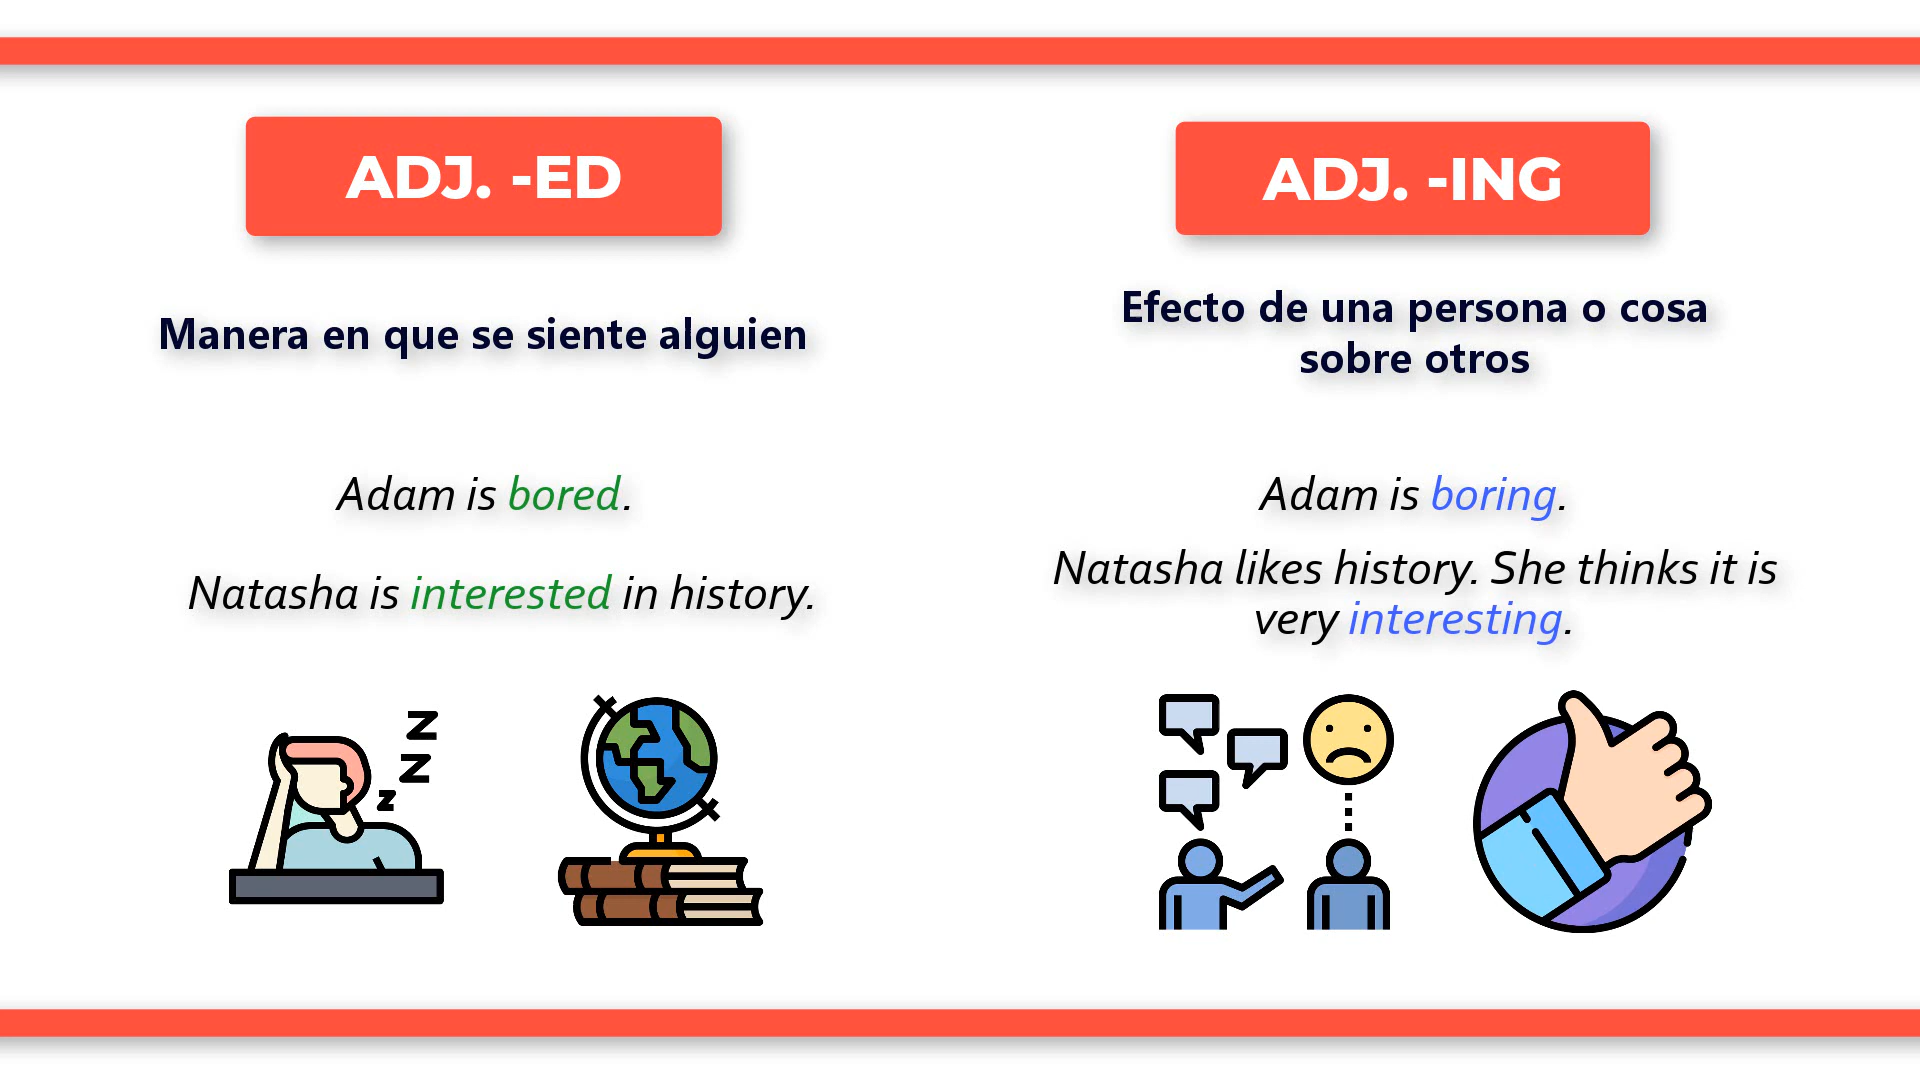 ADJ. -ED
Manera en que se siente alguien
Adam is bored.
Natasha is interested in history.
z
z
z
ADJ. -ING
Efecto de una persona o cosa
sobre otros
Adam is boring.
Natasha likes history. She thinks it is
very interesting.